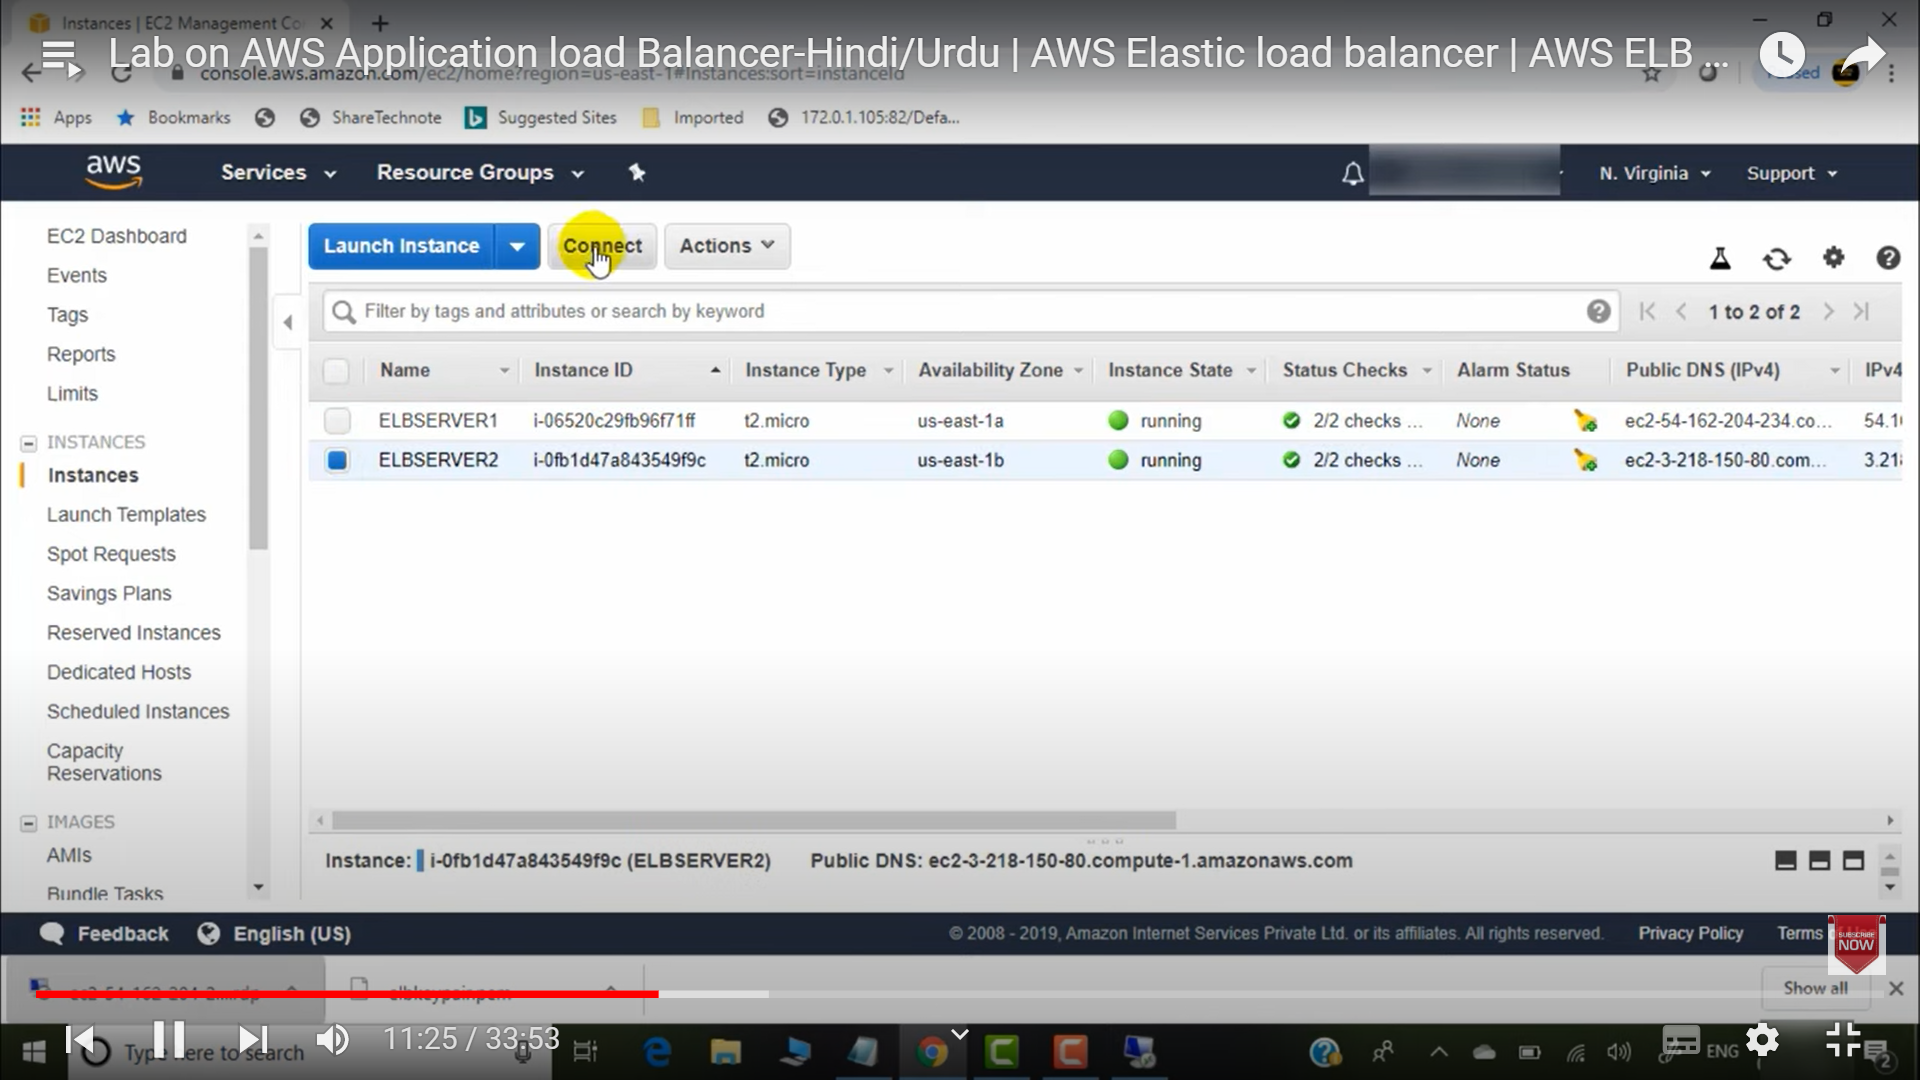 Instances | EC2 Management Co
Lab on AWS Application load Balancer-Hindi/Urdu | AWS Elastic load balancer | AWS ELB ...
console.aws.amazon.com/ec2/home?region=us-east-1#Instances:sort=instanceId
Apps Bookmarks ShareTechnote Suggested Sites Imported 172.0.1.105:82/Defa...
aws Services Resource Groups N. Virginia Support
EC2 Dashboard
Events
Tags
Reports
Limits
INSTANCES
Instances
Launch Templates
Spot Requests
Savings Plans
Reserved Instances
Dedicated Hosts
Scheduled Instances
Capacity
Reservations
IMAGES
AMIs
Bundle Tasks
Launch Instance Connect Actions
Filter by tags and attributes or search by keyword 1 to 2 of 2
Name Instance ID Instance Type Availability Zone Instance State Status Checks Alarm Status Public DNS (IPv4) IPv4
ELBSERVER1 i-06520c29fb96f71ff t2.micro us-east-1a running 2/2 checks ... None ec2-54-162-204-234.co... 54.1
ELBSERVER2 i-0fb1d47a843549f9c t2.micro us-east-1b running 2/2 checks ... None ec2-3-218-150-80.com... 3.21
Instance: i-0fb1d47a843549f9c (ELBSERVER2) Public DNS: ec2-3-218-150-80.compute-1.amazonaws.com
Feedback English (US) © 2008 - 2019, Amazon Internet Services Private Ltd. or its affiliates. All rights reserved. Privacy Policy Terms
SUBSCRIBE
NOW
Show all
11:25 / 33:53
Type here to search
ENG
2